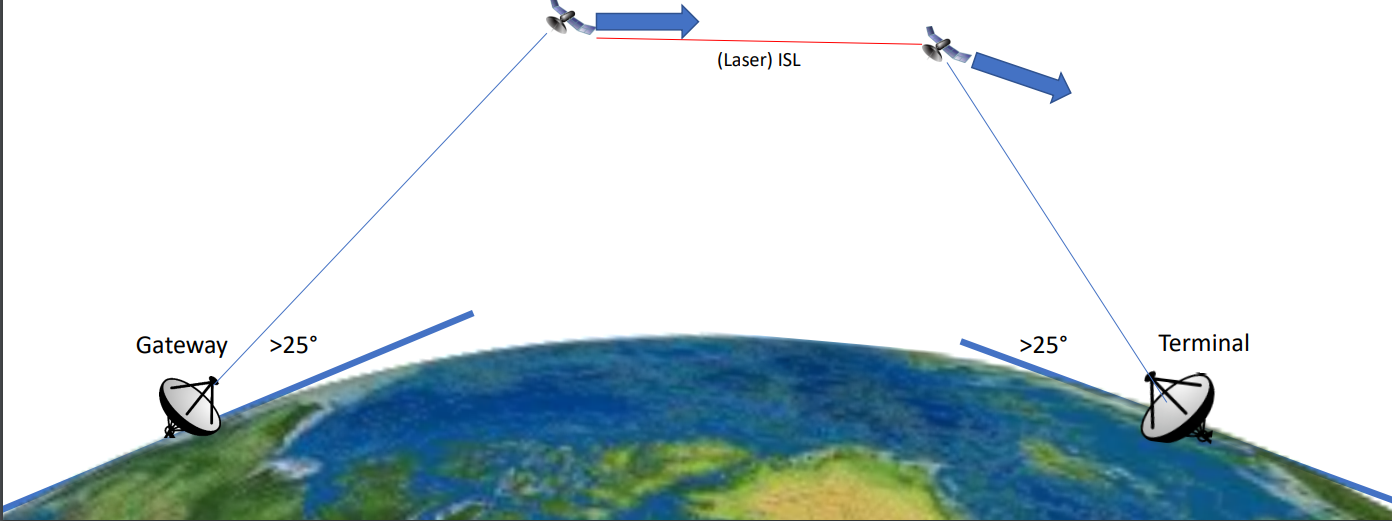 (Laser) ISL
Gateway
>25°
>25°
Terminal